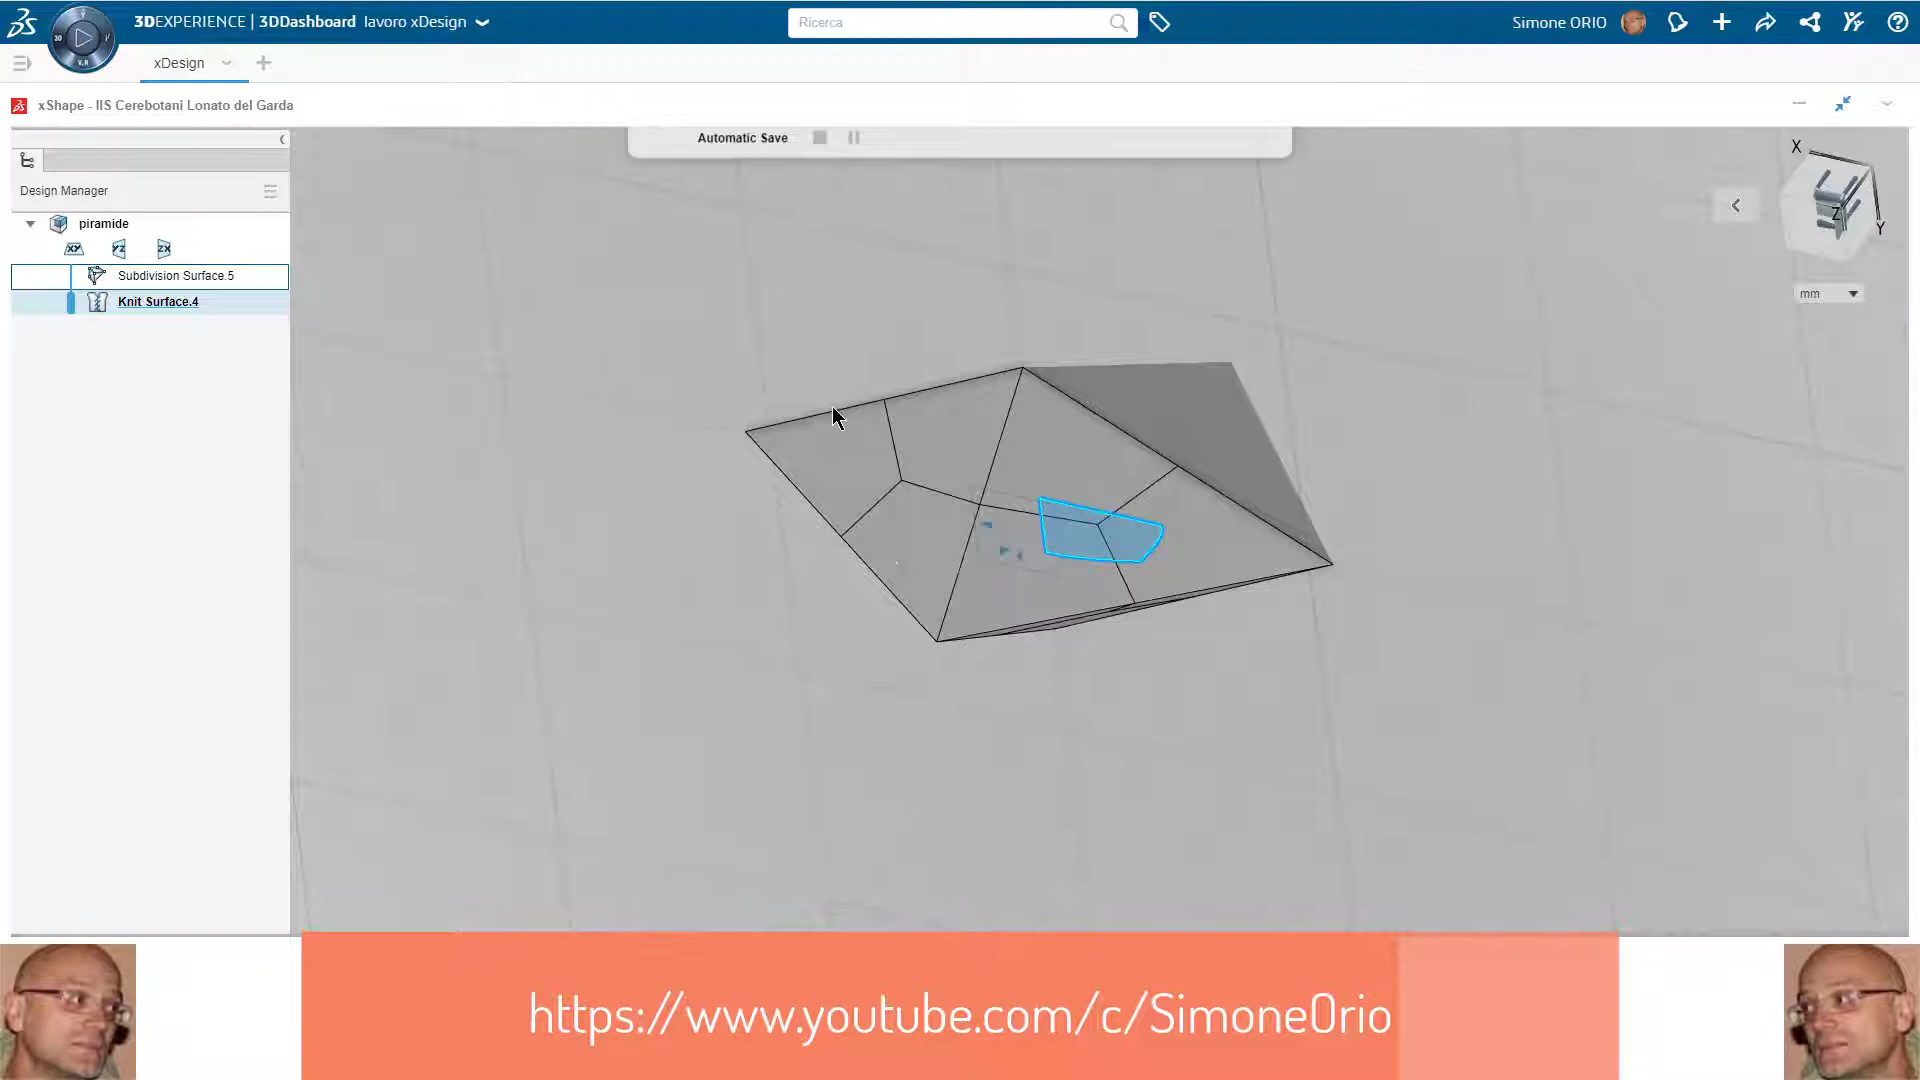 3DEXPERIENCE | 3DDashboard lavoro xDesign
Ricerca
Simone ORIO
3D
V.R
xDesign
xShape - IIS Cerebotani Lonato del Garda
Automatic Save
Design Manager
piramide
XY YZ ZX
Subdivision Surface.5
Knit Surface.4
X
Z
Y
mm
https://www.youtube.com/c/SimoneOrio